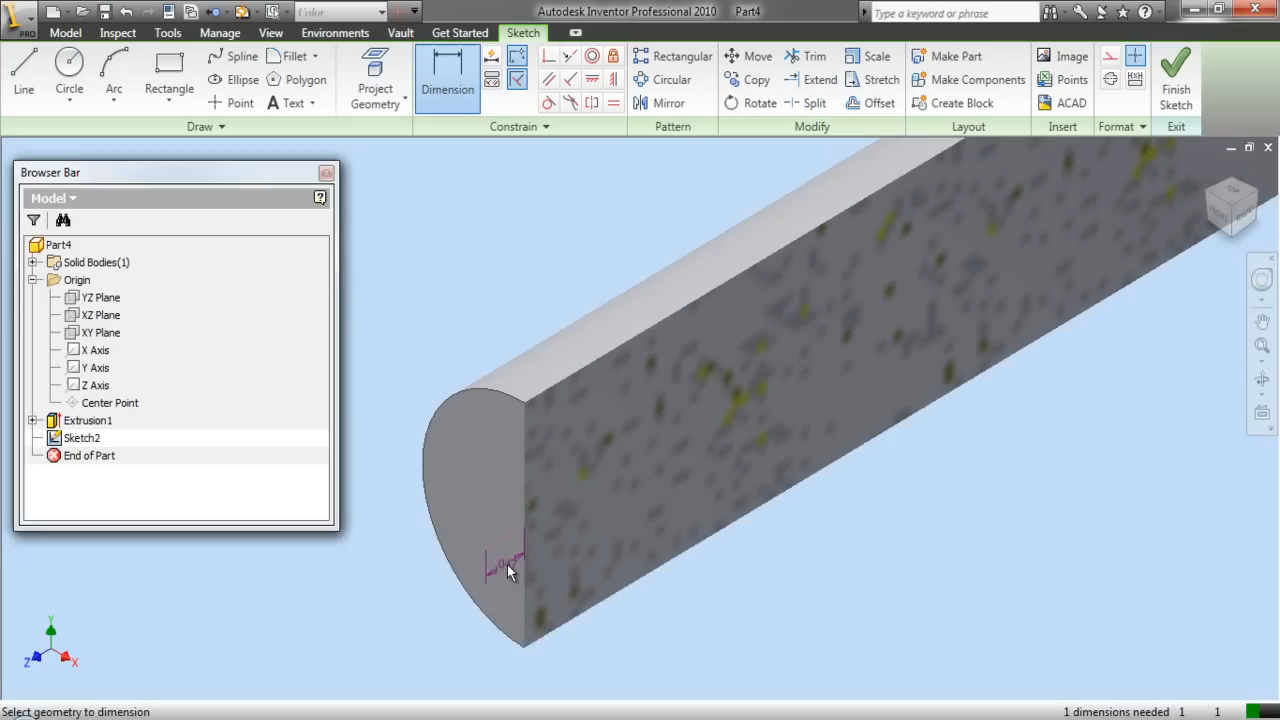 Color
Autodesk Inventor Professional 2010 Part4
Type a keyword or phrase
PRO
Model Inspect Tools Manage View Environments Vault Get Started Sketch
Line
Circle
Arc
Rectangle
Spline
Ellipse
Point
Fillet
Polygon
Text
Project
Geometry
Dimension
Rectangular
Circular
Mirror
Move
Copy
Rotate
Trim
Extend
Split
Scale
Stretch
Offset
Make Part
Make Components
Create Block
Image
Points
ACAD
Finish
Sketch
Draw Constrain Pattern Modify Layout Insert Format Exit
Browser Bar
Model
Part4
Solid Bodies(1)
Origin
YZ Plane
XZ Plane
XY Plane
X Axis
Y Axis
Z Axis
Center Point
Extrusion1
Sketch2
End of Part
Y
Z
X
Select geometry to dimension
1 dimensions needed 1 1